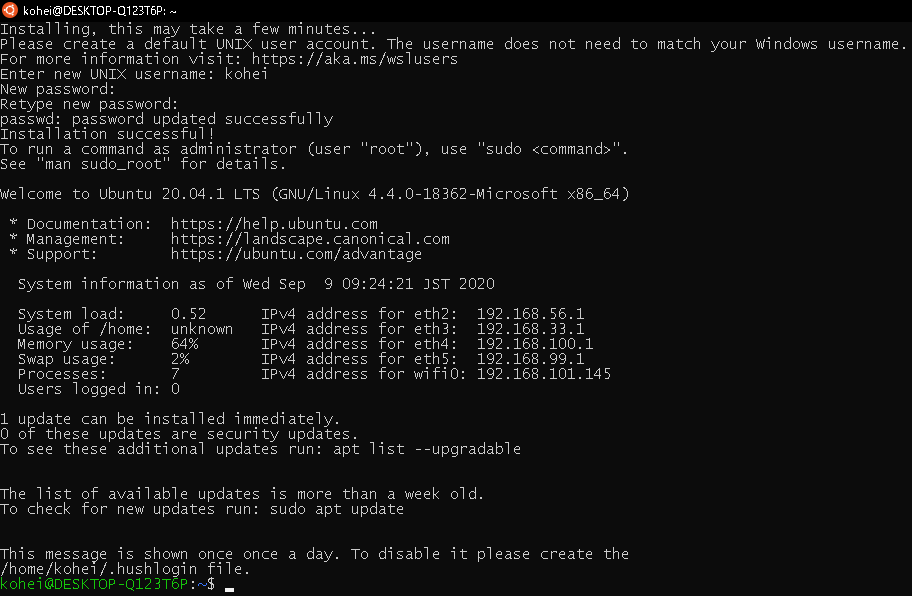 kohei@DESKTOP-Q123T6P: ~
Installing, this may take a few minutes...
Please create a default UNIX user account. The username does not need to match your Windows username.
For more information visit: https://aka.ms/wslusers
Enter new UNIX username: kohei
New password:
Retype new password:
passwd: password updated successfully
Installation successful!
To run a command as administrator (user "root"), use "sudo <command>".
See "man sudo_root" for details.

Welcome to Ubuntu 20.04.1 LTS (GNU/Linux 4.4.0-18362-Microsoft x86_64)

 * Documentation:  https://help.ubuntu.com
 * Management:     https://landscape.canonical.com
 * Support:        https://ubuntu.com/advantage

  System information as of Wed Sep  9 09:24:21 JST 2020

  System load:     0.52      IPv4 address for eth2:  192.168.56.1
  Usage of /home:  unknown   IPv4 address for eth3:  192.168.33.1
  Memory usage:    64%       IPv4 address for eth4:  192.168.100.1
  Swap usage:      2%        IPv4 address for eth5:  192.168.99.1
  Processes:       7         IPv4 address for wifi0: 192.168.101.145
  Users logged in: 0

1 update can be installed immediately.
0 of these updates are security updates.
To see these additional updates run: apt list --upgradable


The list of available updates is more than a week old.
To check for new updates run: sudo apt update


This message is shown once once a day. To disable it please create the
/home/kohei/.hushlogin file.
kohei@DESKTOP-Q123T6P:~$